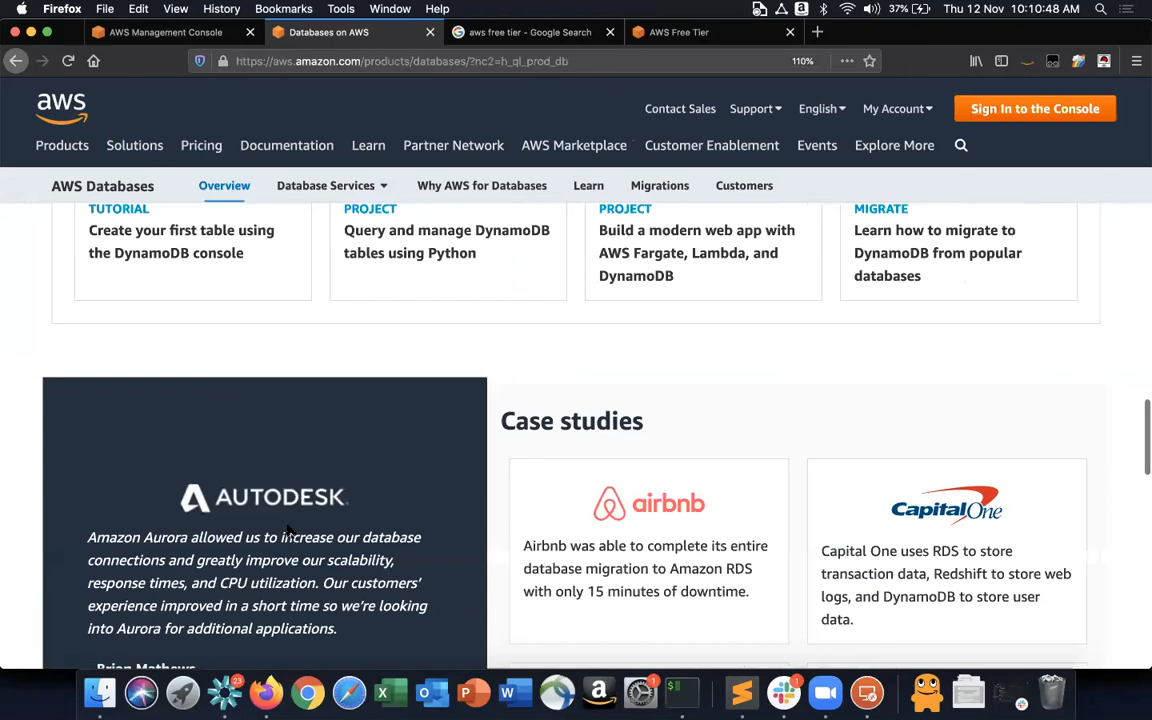 Firefox File Edit View History Bookmarks Tools Window Help 37% Thu 12 Nov 10:10:48 AM
AWS Management Console Databases on AWS aws free tier - Google Search AWS Free Tier
https://aws.amazon.com/products/databases/?nc2=h_ql_prod_db 110%
aws
Contact Sales Support English My Account Sign In to the Console
Products Solutions Pricing Documentation Learn Partner Network AWS Marketplace Customer Enablement Events Explore More
AWS Databases Overview Database Services Why AWS for Databases Learn Migrations Customers
TUTORIAL
Create your first table using
the DynamoDB console
PROJECT
Query and manage DynamoDB
tables using Python
PROJECT
Build a modern web app with
AWS Fargate, Lambda, and
DynamoDB
MIGRATE
Learn how to migrate to
DynamoDB from popular
databases
AUTODESK
Amazon Aurora allowed us to increase our database
connections and greatly improve our scalability,
response times, and CPU utilization. Our customers’
experience improved in a short time so we’re looking
into Aurora for additional applications.
Brian Mathews
Case studies
airbnb
Airbnb was able to complete its entire
database migration to Amazon RDS
with only 15 minutes of downtime.
Capital One
Capital One uses RDS to store
transaction data, Redshift to store web
logs, and DynamoDB to store user
data.
23
1
1